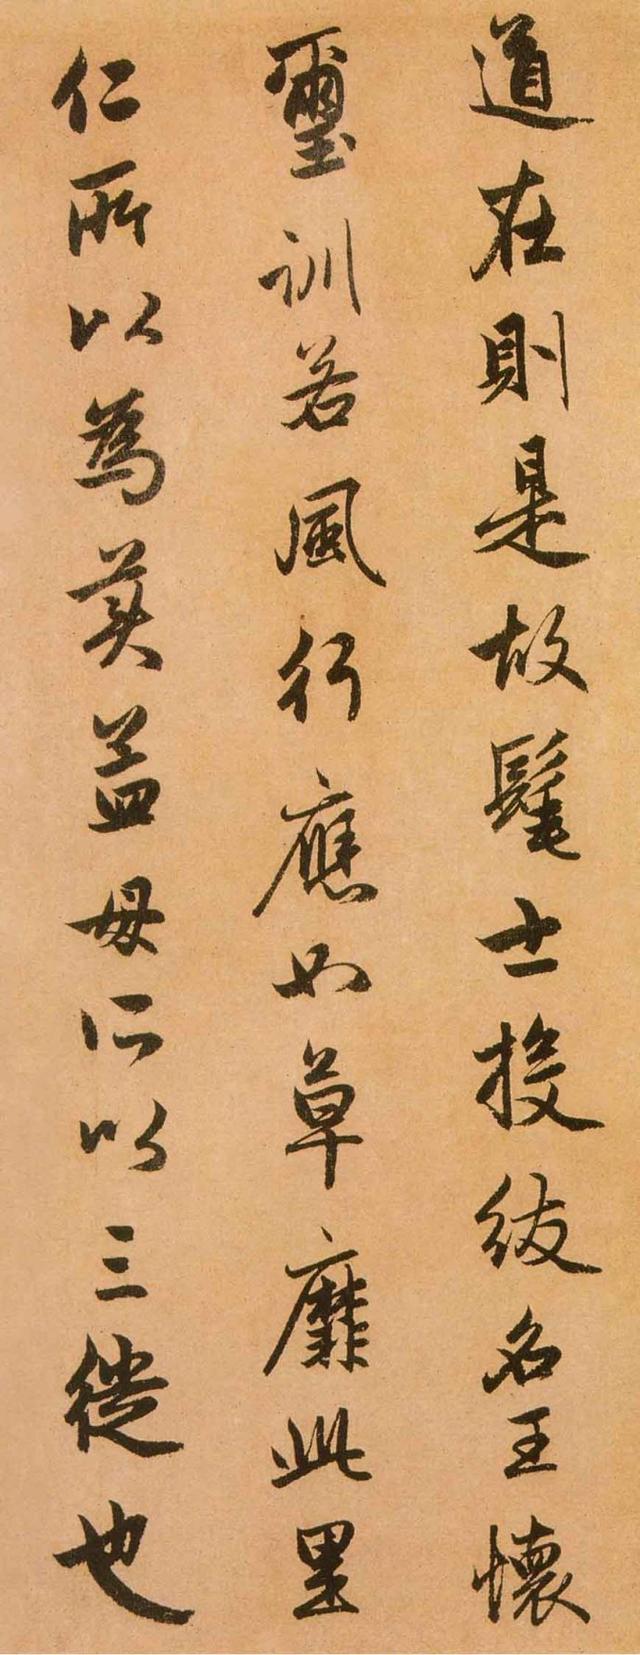 道在則是故髦士投紱名王懷
璽訓若風行應如草靡此里
仁所以為美孟母所以三徙也